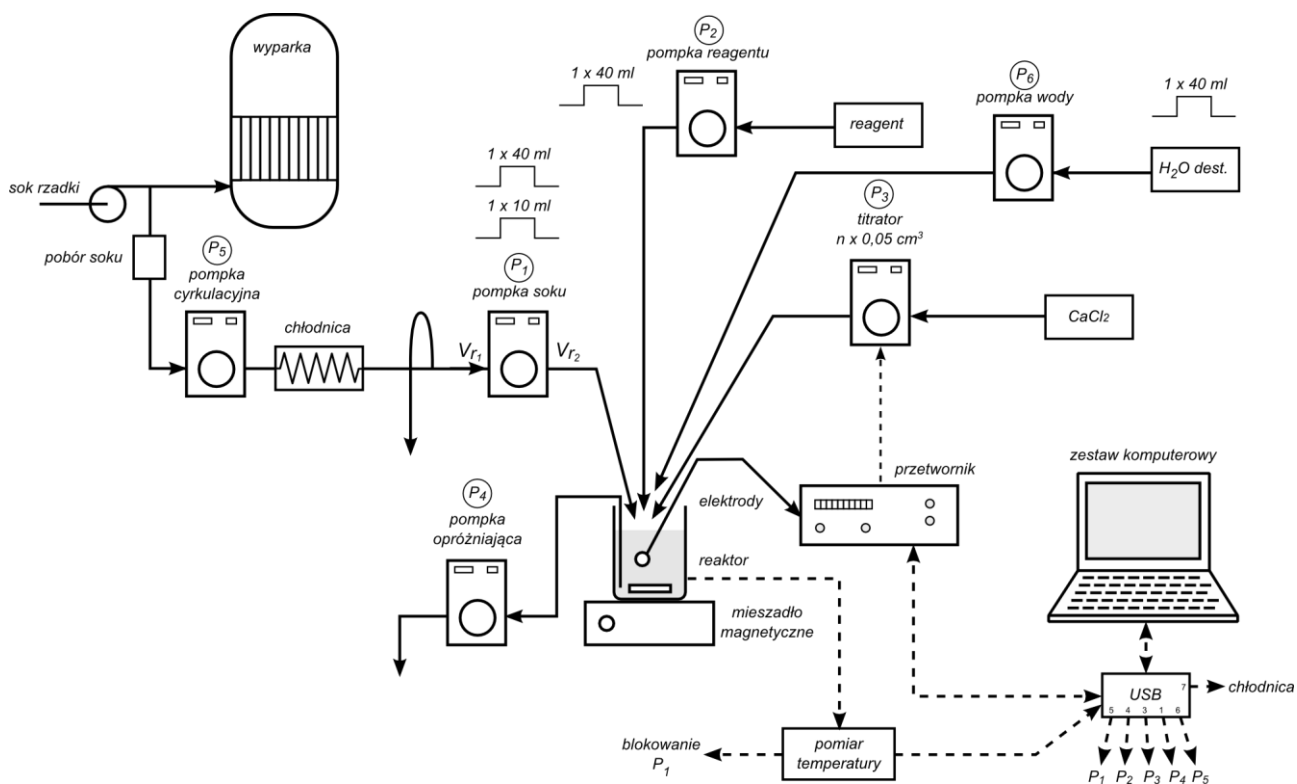 wyparka
sok rzadki
pobór soku
P5
pompka
cyrkulacyjna
chłodnica
1 x 40 ml
1 x 10 ml
P1
pompka soku
Vr1
Vr2
1 x 40 ml
P2
pompka reagentu
reagent
P6
pompka wody
1 x 40 ml
H2O dest.
P3
titrator
n x 0,05 cm³
CaCl2
P4
pompka
opróżniająca
elektrody
reaktor
mieszadło
magnetyczne
przetwornik
zestaw komputerowy
USB
7
5 4 3 1 6
chłodnica
P1 P2 P3 P4 P5
pomiar
temperatury
blokowanie
P1